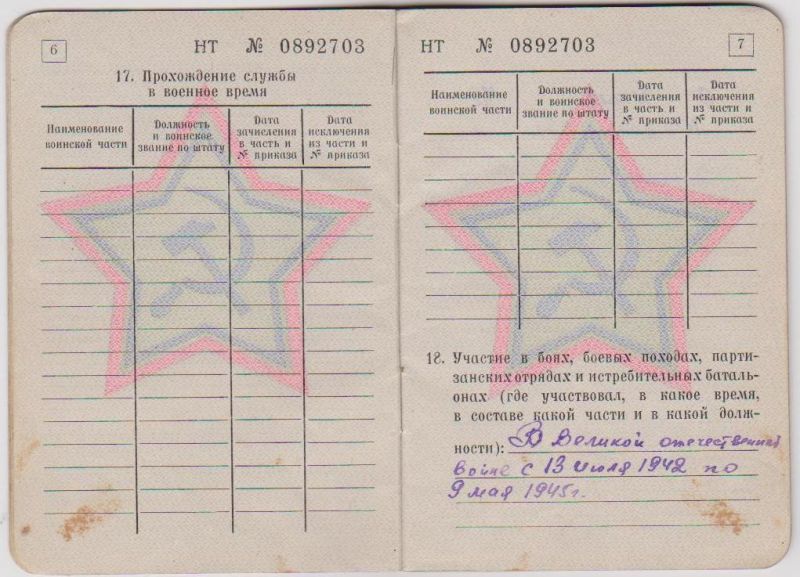 6
НТ № 0892703
17. Прохождение службы
в военное время
Наименование
воинской части
Должность
и воинское
звание по штату
Дата
зачисления
в часть и
№ приказа
Дата
исключения
из части и
№ приказа
НТ № 0892703
7
Наименование
воинской части
Должность
и воинское
звание по штату
Дата
зачисления
в часть и
№ приказа
Дата
исключения
из части и
№ приказа
18. Участие в боях, боевых походах, парти-
занских отрядах и истребительных баталь-
онах (где участвовал, в какое время,
в составе какой части и в какой долж-
ности): В Великой отечественной
войне с 13 июля 1942 по
9 мая 1945г.